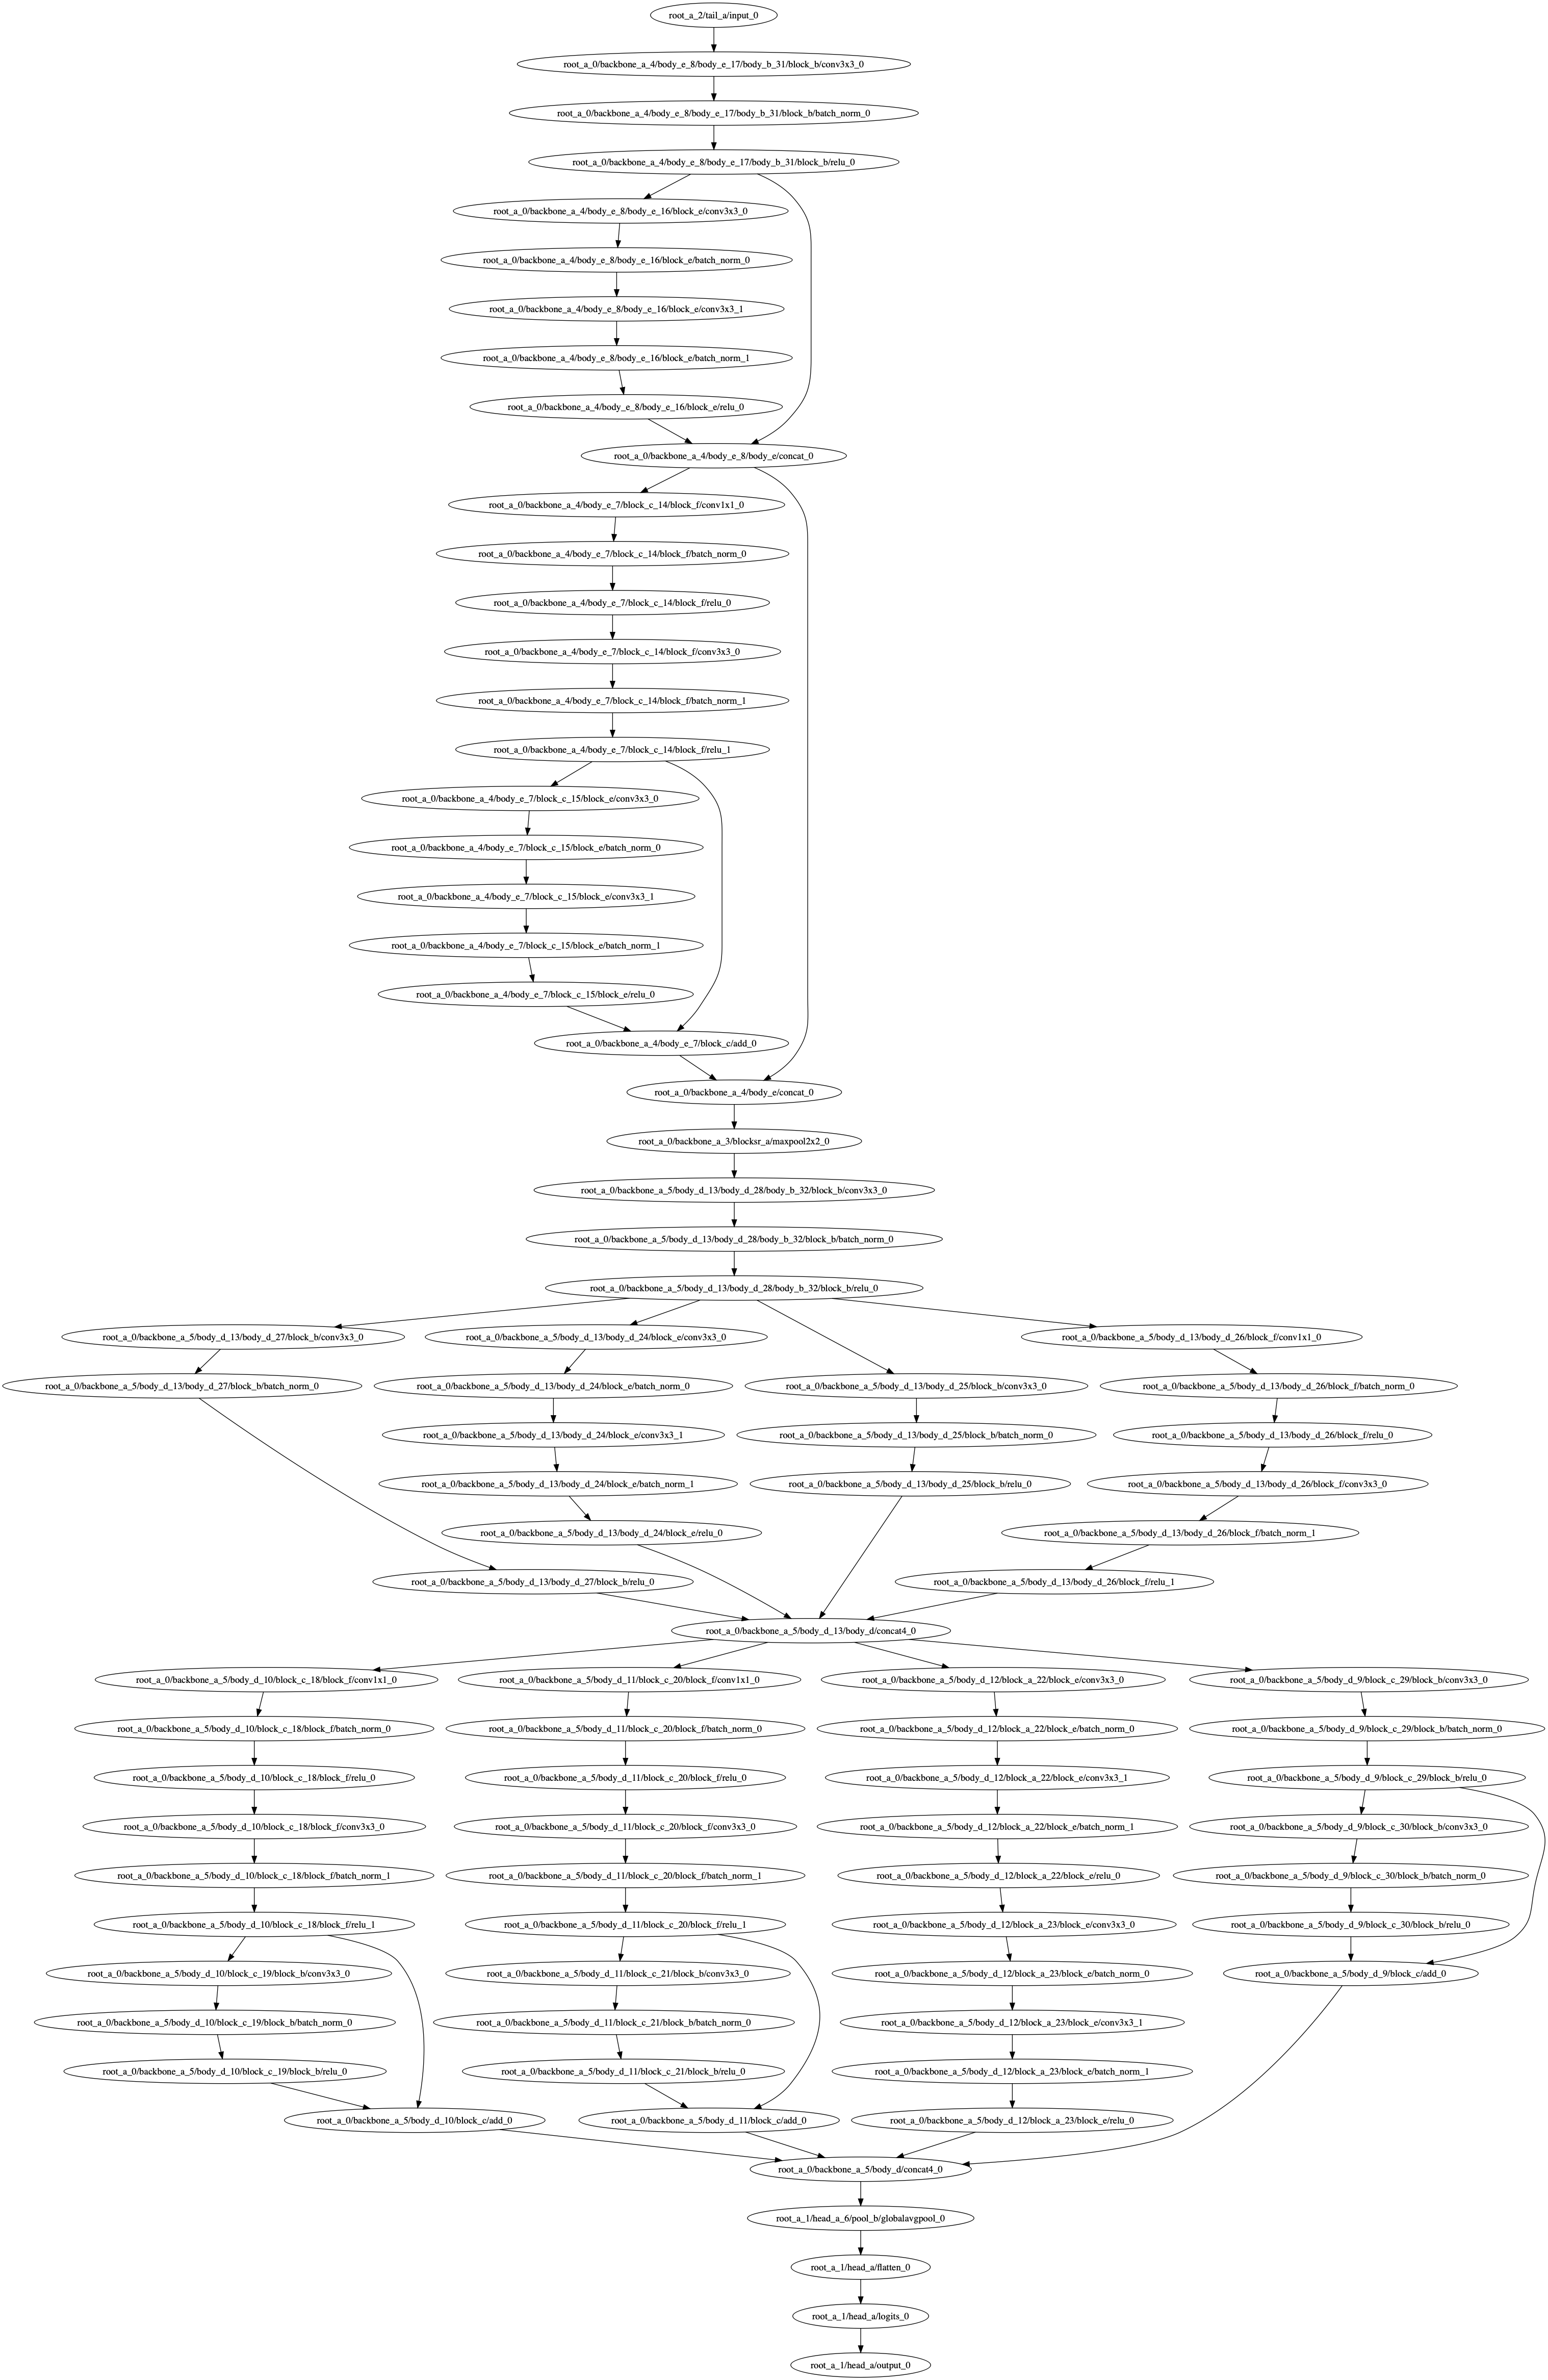 root_a_2/tail_a/input_0
root_a_0/backbone_a_4/body_e_8/body_e_17/body_b_31/block_b/conv3x3_0
root_a_0/backbone_a_4/body_e_8/body_e_17/body_b_31/block_b/batch_norm_0
root_a_0/backbone_a_4/body_e_8/body_e_17/body_b_31/block_b/relu_0
root_a_0/backbone_a_4/body_e_8/body_e_16/block_e/conv3x3_0
root_a_0/backbone_a_4/body_e_8/body_e_16/block_e/batch_norm_0
root_a_0/backbone_a_4/body_e_8/body_e_16/block_e/conv3x3_1
root_a_0/backbone_a_4/body_e_8/body_e_16/block_e/batch_norm_1
root_a_0/backbone_a_4/body_e_8/body_e_16/block_e/relu_0
root_a_0/backbone_a_4/body_e_8/body_e/concat_0
root_a_0/backbone_a_4/body_e_7/block_c_14/block_f/conv1x1_0
root_a_0/backbone_a_4/body_e_7/block_c_14/block_f/batch_norm_0
root_a_0/backbone_a_4/body_e_7/block_c_14/block_f/relu_0
root_a_0/backbone_a_4/body_e_7/block_c_14/block_f/conv3x3_0
root_a_0/backbone_a_4/body_e_7/block_c_14/block_f/batch_norm_1
root_a_0/backbone_a_4/body_e_7/block_c_14/block_f/relu_1
root_a_0/backbone_a_4/body_e_7/block_c_15/block_e/conv3x3_0
root_a_0/backbone_a_4/body_e_7/block_c_15/block_e/batch_norm_0
root_a_0/backbone_a_4/body_e_7/block_c_15/block_e/conv3x3_1
root_a_0/backbone_a_4/body_e_7/block_c_15/block_e/batch_norm_1
root_a_0/backbone_a_4/body_e_7/block_c_15/block_e/relu_0
root_a_0/backbone_a_4/body_e_7/block_c/add_0
root_a_0/backbone_a_4/body_e/concat_0
root_a_0/backbone_a_3/blocksr_a/maxpool2x2_0
root_a_0/backbone_a_5/body_d_13/body_d_28/body_b_32/block_b/conv3x3_0
root_a_0/backbone_a_5/body_d_13/body_d_28/body_b_32/block_b/batch_norm_0
root_a_0/backbone_a_5/body_d_13/body_d_28/body_b_32/block_b/relu_0
root_a_0/backbone_a_5/body_d_13/body_d_27/block_b/conv3x3_0
root_a_0/backbone_a_5/body_d_13/body_d_24/block_e/conv3x3_0
root_a_0/backbone_a_5/body_d_13/body_d_26/block_f/conv1x1_0
root_a_0/backbone_a_5/body_d_13/body_d_27/block_b/batch_norm_0
root_a_0/backbone_a_5/body_d_13/body_d_24/block_e/batch_norm_0
root_a_0/backbone_a_5/body_d_13/body_d_25/block_b/conv3x3_0
root_a_0/backbone_a_5/body_d_13/body_d_26/block_f/batch_norm_0
root_a_0/backbone_a_5/body_d_13/body_d_24/block_e/conv3x3_1
root_a_0/backbone_a_5/body_d_13/body_d_25/block_b/batch_norm_0
root_a_0/backbone_a_5/body_d_13/body_d_26/block_f/relu_0
root_a_0/backbone_a_5/body_d_13/body_d_24/block_e/batch_norm_1
root_a_0/backbone_a_5/body_d_13/body_d_25/block_b/relu_0
root_a_0/backbone_a_5/body_d_13/body_d_26/block_f/conv3x3_0
root_a_0/backbone_a_5/body_d_13/body_d_24/block_e/relu_0
root_a_0/backbone_a_5/body_d_13/body_d_26/block_f/batch_norm_1
root_a_0/backbone_a_5/body_d_13/body_d_27/block_b/relu_0
root_a_0/backbone_a_5/body_d_13/body_d_26/block_f/relu_1
root_a_0/backbone_a_5/body_d_13/body_d/concat4_0
root_a_0/backbone_a_5/body_d_10/block_c_18/block_f/conv1x1_0
root_a_0/backbone_a_5/body_d_11/block_c_20/block_f/conv1x1_0
root_a_0/backbone_a_5/body_d_12/block_a_22/block_e/conv3x3_0
root_a_0/backbone_a_5/body_d_9/block_c_29/block_b/conv3x3_0
root_a_0/backbone_a_5/body_d_10/block_c_18/block_f/batch_norm_0
root_a_0/backbone_a_5/body_d_11/block_c_20/block_f/batch_norm_0
root_a_0/backbone_a_5/body_d_12/block_a_22/block_e/batch_norm_0
root_a_0/backbone_a_5/body_d_9/block_c_29/block_b/batch_norm_0
root_a_0/backbone_a_5/body_d_10/block_c_18/block_f/relu_0
root_a_0/backbone_a_5/body_d_11/block_c_20/block_f/relu_0
root_a_0/backbone_a_5/body_d_12/block_a_22/block_e/conv3x3_1
root_a_0/backbone_a_5/body_d_9/block_c_29/block_b/relu_0
root_a_0/backbone_a_5/body_d_10/block_c_18/block_f/conv3x3_0
root_a_0/backbone_a_5/body_d_11/block_c_20/block_f/conv3x3_0
root_a_0/backbone_a_5/body_d_12/block_a_22/block_e/batch_norm_1
root_a_0/backbone_a_5/body_d_9/block_c_30/block_b/conv3x3_0
root_a_0/backbone_a_5/body_d_10/block_c_18/block_f/batch_norm_1
root_a_0/backbone_a_5/body_d_11/block_c_20/block_f/batch_norm_1
root_a_0/backbone_a_5/body_d_12/block_a_22/block_e/relu_0
root_a_0/backbone_a_5/body_d_9/block_c_30/block_b/batch_norm_0
root_a_0/backbone_a_5/body_d_10/block_c_18/block_f/relu_1
root_a_0/backbone_a_5/body_d_11/block_c_20/block_f/relu_1
root_a_0/backbone_a_5/body_d_12/block_a_23/block_e/conv3x3_0
root_a_0/backbone_a_5/body_d_9/block_c_30/block_b/relu_0
root_a_0/backbone_a_5/body_d_10/block_c_19/block_b/conv3x3_0
root_a_0/backbone_a_5/body_d_11/block_c_21/block_b/conv3x3_0
root_a_0/backbone_a_5/body_d_12/block_a_23/block_e/batch_norm_0
root_a_0/backbone_a_5/body_d_9/block_c/add_0
root_a_0/backbone_a_5/body_d_10/block_c_19/block_b/batch_norm_0
root_a_0/backbone_a_5/body_d_11/block_c_21/block_b/batch_norm_0
root_a_0/backbone_a_5/body_d_12/block_a_23/block_e/conv3x3_1
root_a_0/backbone_a_5/body_d_10/block_c_19/block_b/relu_0
root_a_0/backbone_a_5/body_d_11/block_c_21/block_b/relu_0
root_a_0/backbone_a_5/body_d_12/block_a_23/block_e/batch_norm_1
root_a_0/backbone_a_5/body_d_10/block_c/add_0
root_a_0/backbone_a_5/body_d_11/block_c/add_0
root_a_0/backbone_a_5/body_d_12/block_a_23/block_e/relu_0
root_a_0/backbone_a_5/body_d/concat4_0
root_a_1/head_a_6/pool_b/globalavgpool_0
root_a_1/head_a/flatten_0
root_a_1/head_a/logits_0
root_a_1/head_a/output_0